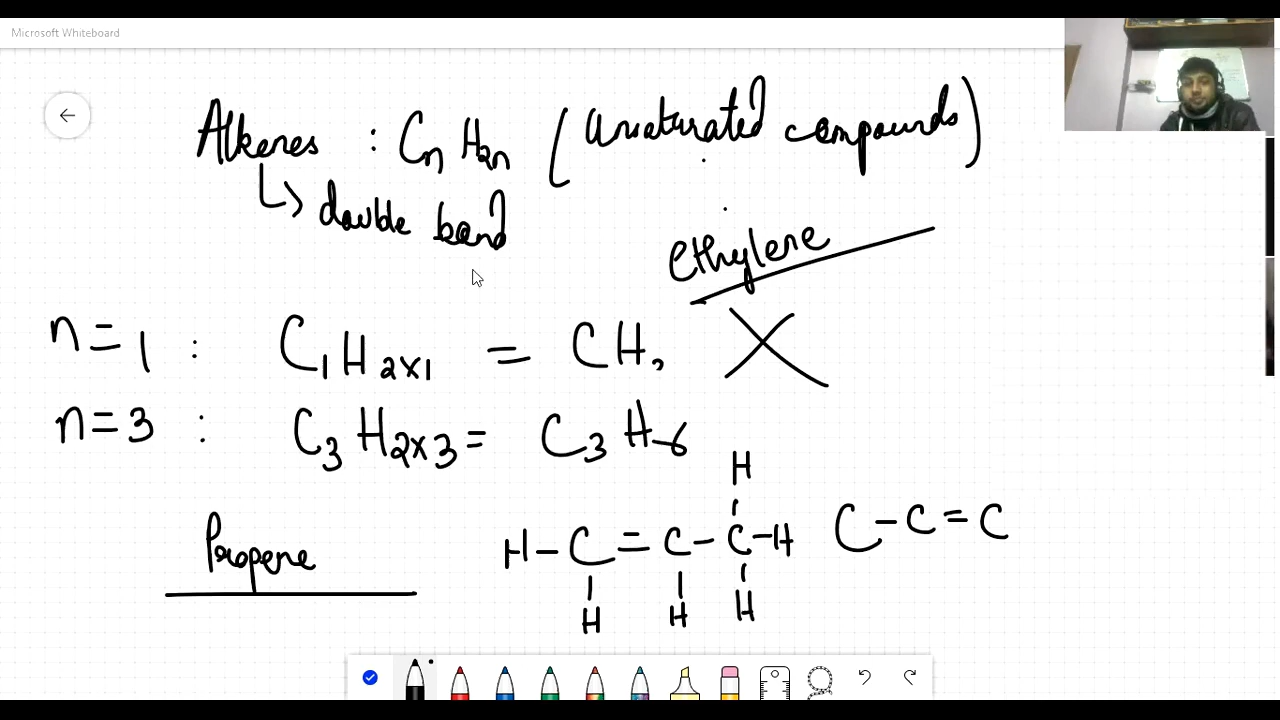 Microsoft Whiteboard
Alkenes : CnH2n (Unsaturated compounds)
↳ double bond
ethylene
n=1 : C1H2x1 = CH2
n=3 : C3H2x3 = C3H6
Propene
H
H-C=C-C-H C-C=C
H H H